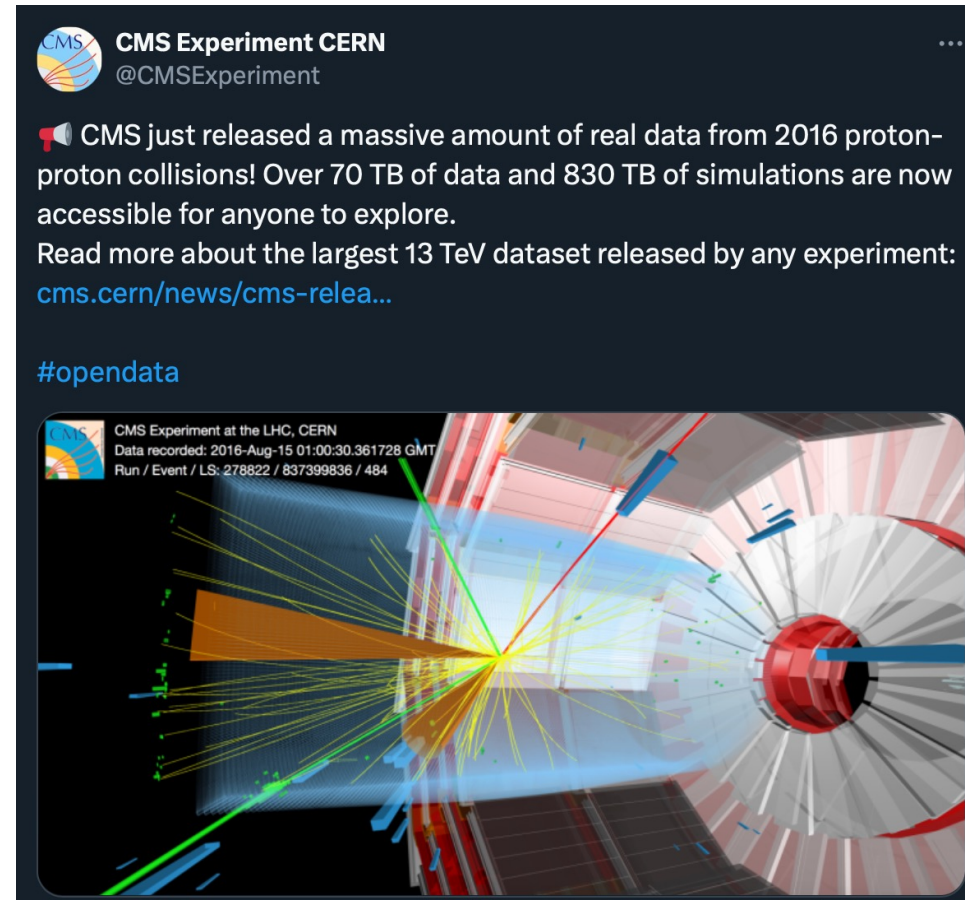 CMS
CMS Experiment CERN
@CMSExperiment
📢 CMS just released a massive amount of real data from 2016 proton-
proton collisions! Over 70 TB of data and 830 TB of simulations are now
accessible for anyone to explore.
Read more about the largest 13 TeV dataset released by any experiment:
cms.cern/news/cms-relea...
#opendata
CMS
CMS Experiment at the LHC, CERN
Data recorded: 2016-Aug-15 01:00:30.361728 GMT
Run / Event / LS: 278822 / 837399836 / 484